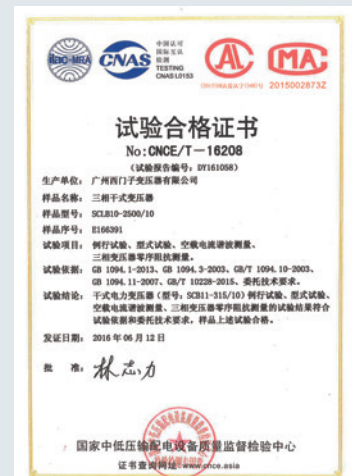 ilac-MRA
CNAS
中国认可
国际互认
检测
TESTING
CNAS L0153
CAL
MA
2015002873Z
试验合格证书
No:CNCE/T－16208
(试验报告编号：DY161058)
生产单位：广州西门子变压器有限公司
样品名称：三相干式变压器
样品型号：SCLB10-2500/10
样品序号：E166391
试验项目：例行试验、型式试验、空载电流谐波测量、
三相变压器零序阻抗测量。
试验依据：GB 1094.1-2013、GB 1094.3-2003、GB/T 1094.10-2003、
GB 1094.11-2007、GB/T 10228-2015、委托技术要求。
试验结论：干式电力变压器（型号：SCB11-315/10）例行试验、型式试验、
空载电流谐波测量、三相变压器零序阻抗测量的试验结果符合
试验依据和委托技术要求，样品上述试验合格。
发证日期：2016 年 06 月 12 日
批 准：林志力
国家中低压输配电设备质量监督检验中心
证书查询网址：www.cnce.asia